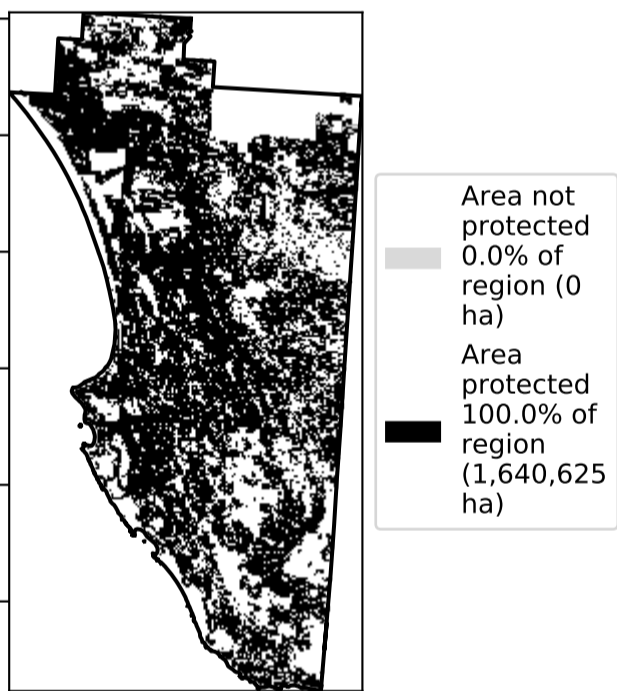 Area not
protected
0.0% of
region (0
ha)
Area
protected
100.0% of
region
(1,640,625
ha)